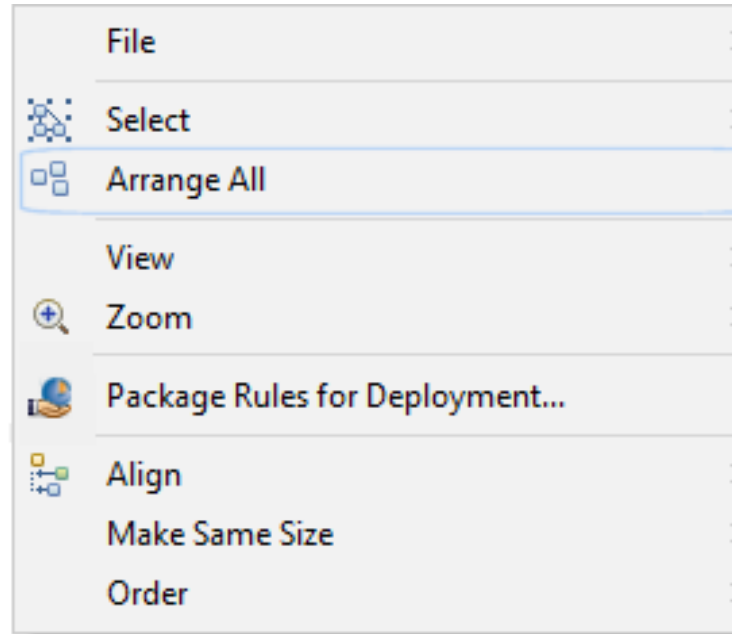 File
Select
Arrange All
View
Zoom
Package Rules for Deployment...
Align
Make Same Size
Order